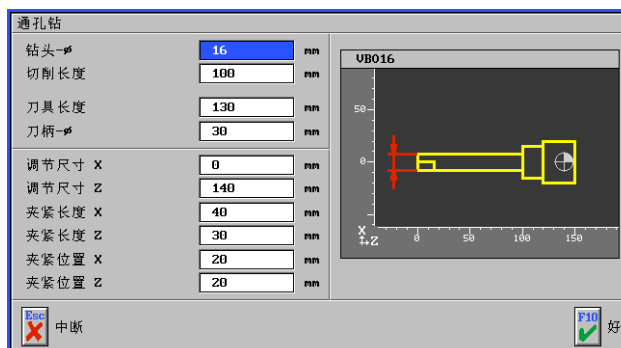 通孔钻
钻头-ø 16 mm
切削长度 100 mm
刀具长度 130 mm
刀柄-ø 30 mm
调节尺寸 X 0 mm
调节尺寸 Z 140 mm
夹紧长度 X 40 mm
夹紧长度 Z 30 mm
夹紧位置 X 20 mm
夹紧位置 Z 20 mm
VB016
50
0
X
Z
0 50 100 150
Esc
中断
F10
好